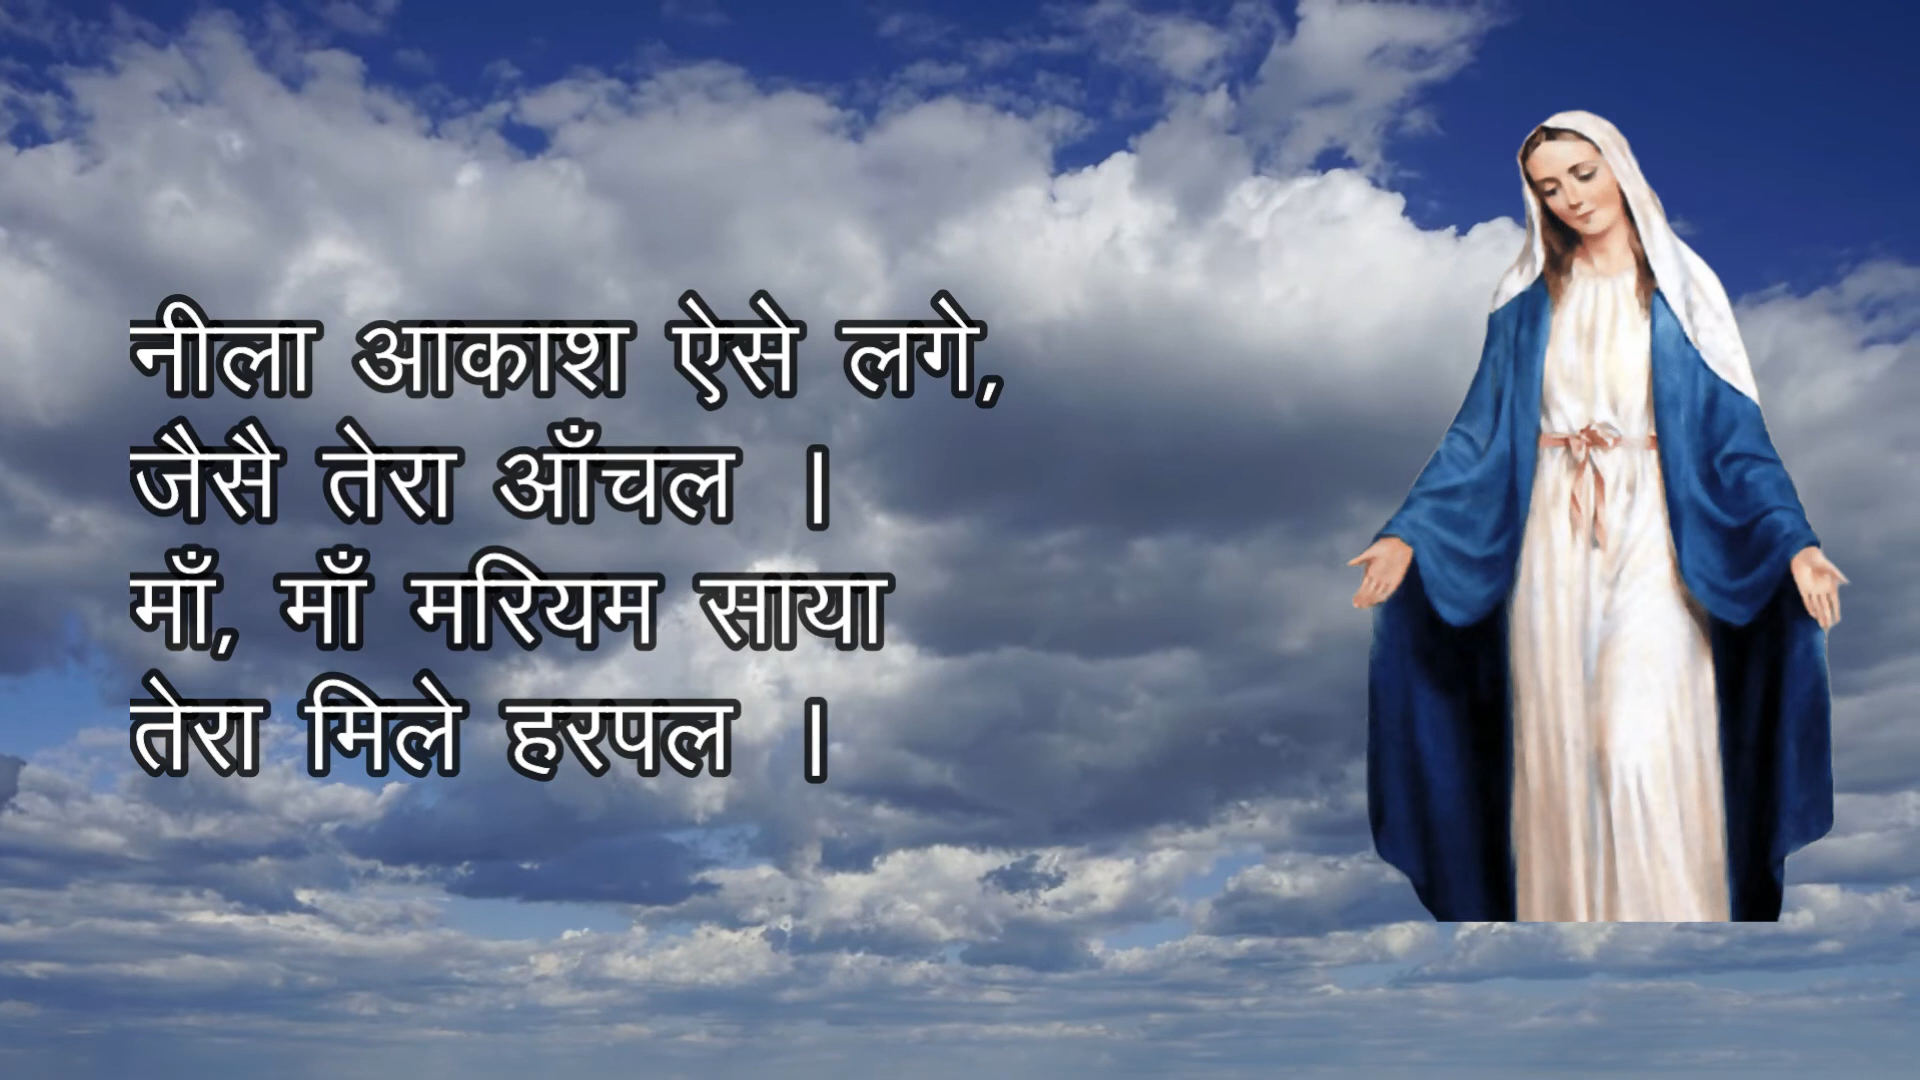 नीला आकाश ऐसे लगे,
जैसै तेरा आँचल ।
माँ, माँ मरियम साया
तेरा मिले हरपल ।